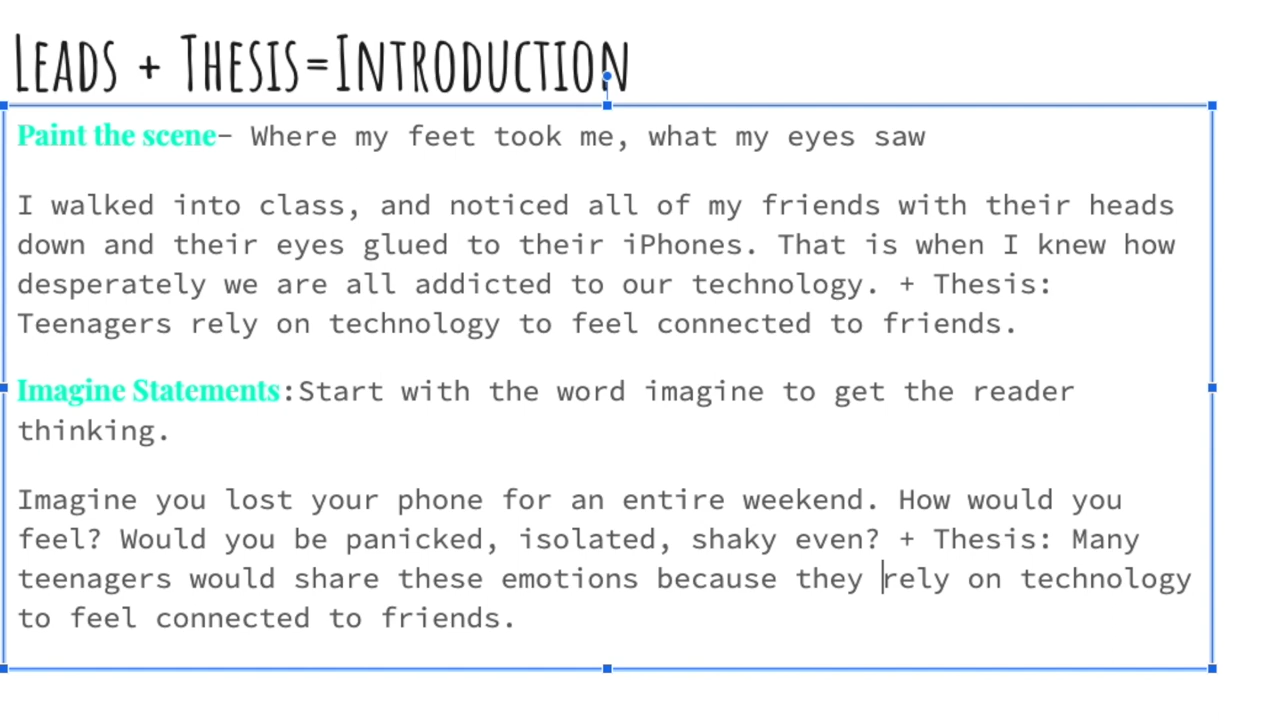 Leads + Thesis=Introduction
Paint the scene– Where my feet took me, what my eyes saw
I walked into class, and noticed all of my friends with their heads
down and their eyes glued to their iPhones. That is when I knew how
desperately we are all addicted to our technology. + Thesis:
Teenagers rely on technology to feel connected to friends.
Imagine Statements:Start with the word imagine to get the reader
thinking.
Imagine you lost your phone for an entire weekend. How would you
feel? Would you be panicked, isolated, shaky even? + Thesis: Many
teenagers would share these emotions because they rely on technology
to feel connected to friends.